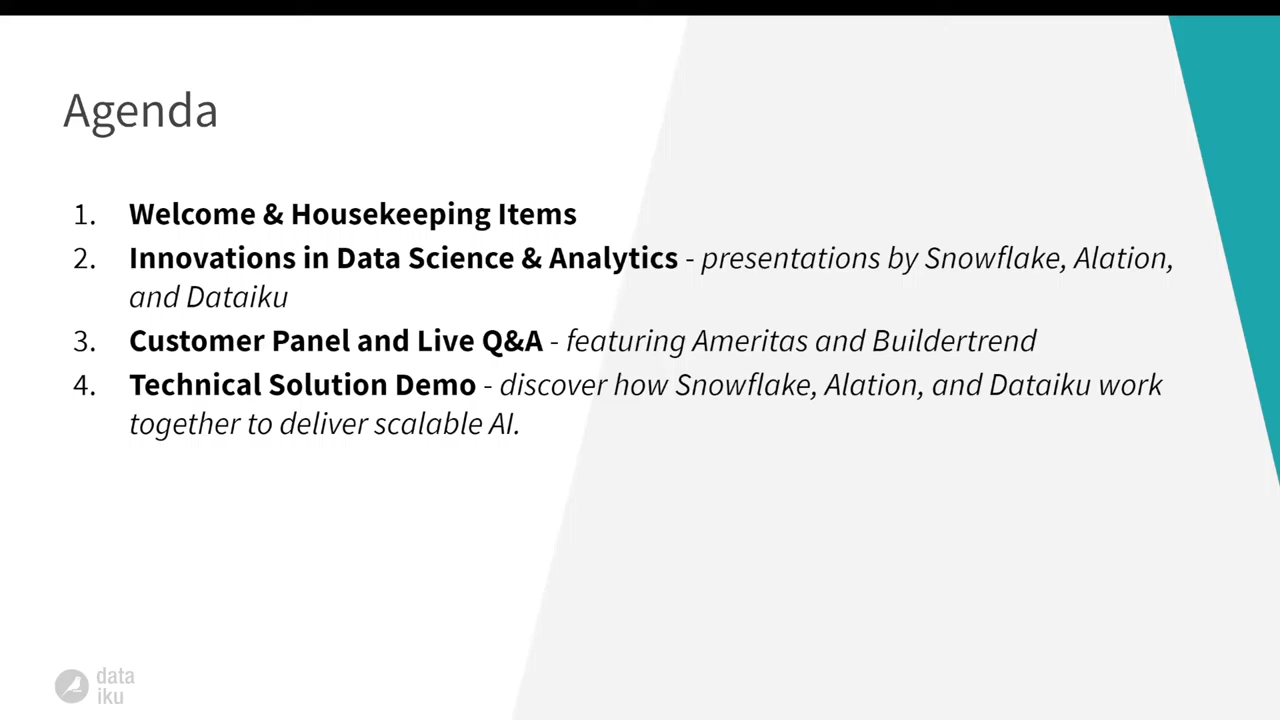 Agenda
1. Welcome & Housekeeping Items
2. Innovations in Data Science & Analytics - presentations by Snowflake, Alation,
and Dataiku
3. Customer Panel and Live Q&A - featuring Ameritas and Buildertrend
4. Technical Solution Demo - discover how Snowflake, Alation, and Dataiku work
together to deliver scalable AI.
data
iku